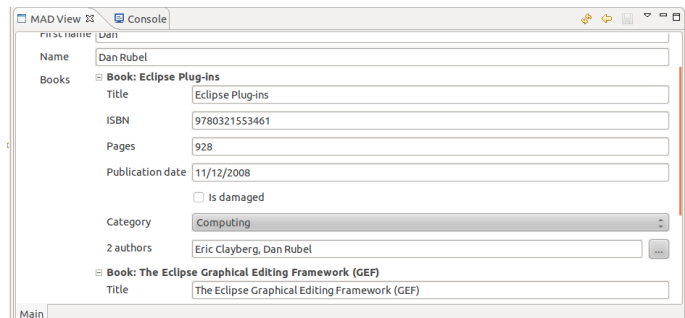 MAD View Console
First name Dan
Name Dan Rubel
Books Book: Eclipse Plug-ins
Title Eclipse Plug-ins
ISBN 9780321553461
Pages 928
Publication date 11/12/2008
Is damaged
Category Computing
2 authors Eric Clayberg, Dan Rubel ...
Book: The Eclipse Graphical Editing Framework (GEF)
Title The Eclipse Graphical Editing Framework (GEF)
Main